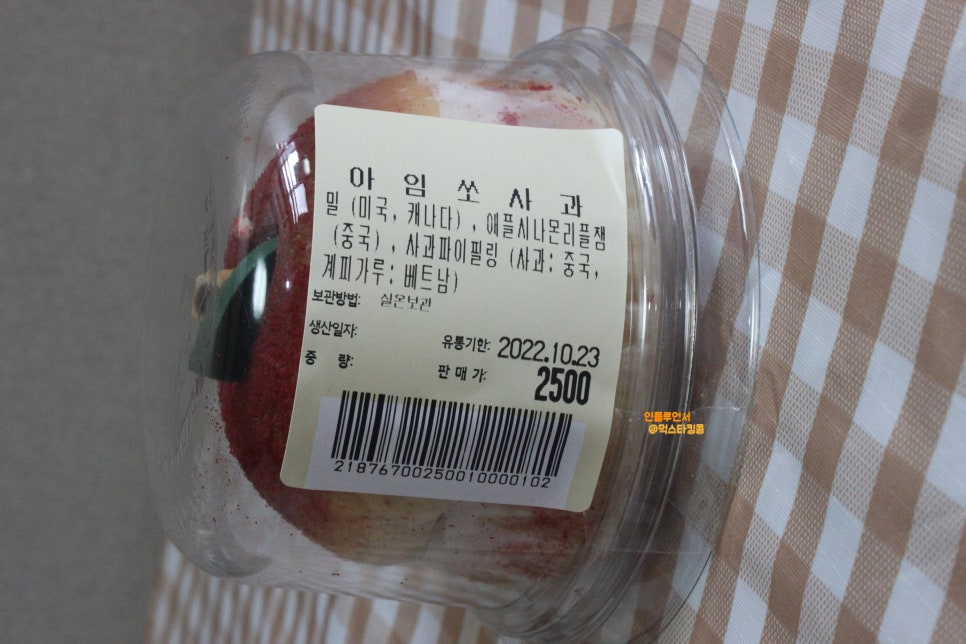 아임쏘사과
밀 (미국, 캐나다) , 애플시나몬리플잼
(중국) , 사과파이필링 (사과: 중국,
계피가루: 베트남)
보관방법: 실온보관
생산일자:
유통기한: 2022.10.23
중 량:
판 매 가: 2500
21876700250010000102
인플루언서
@먹스타킹콩